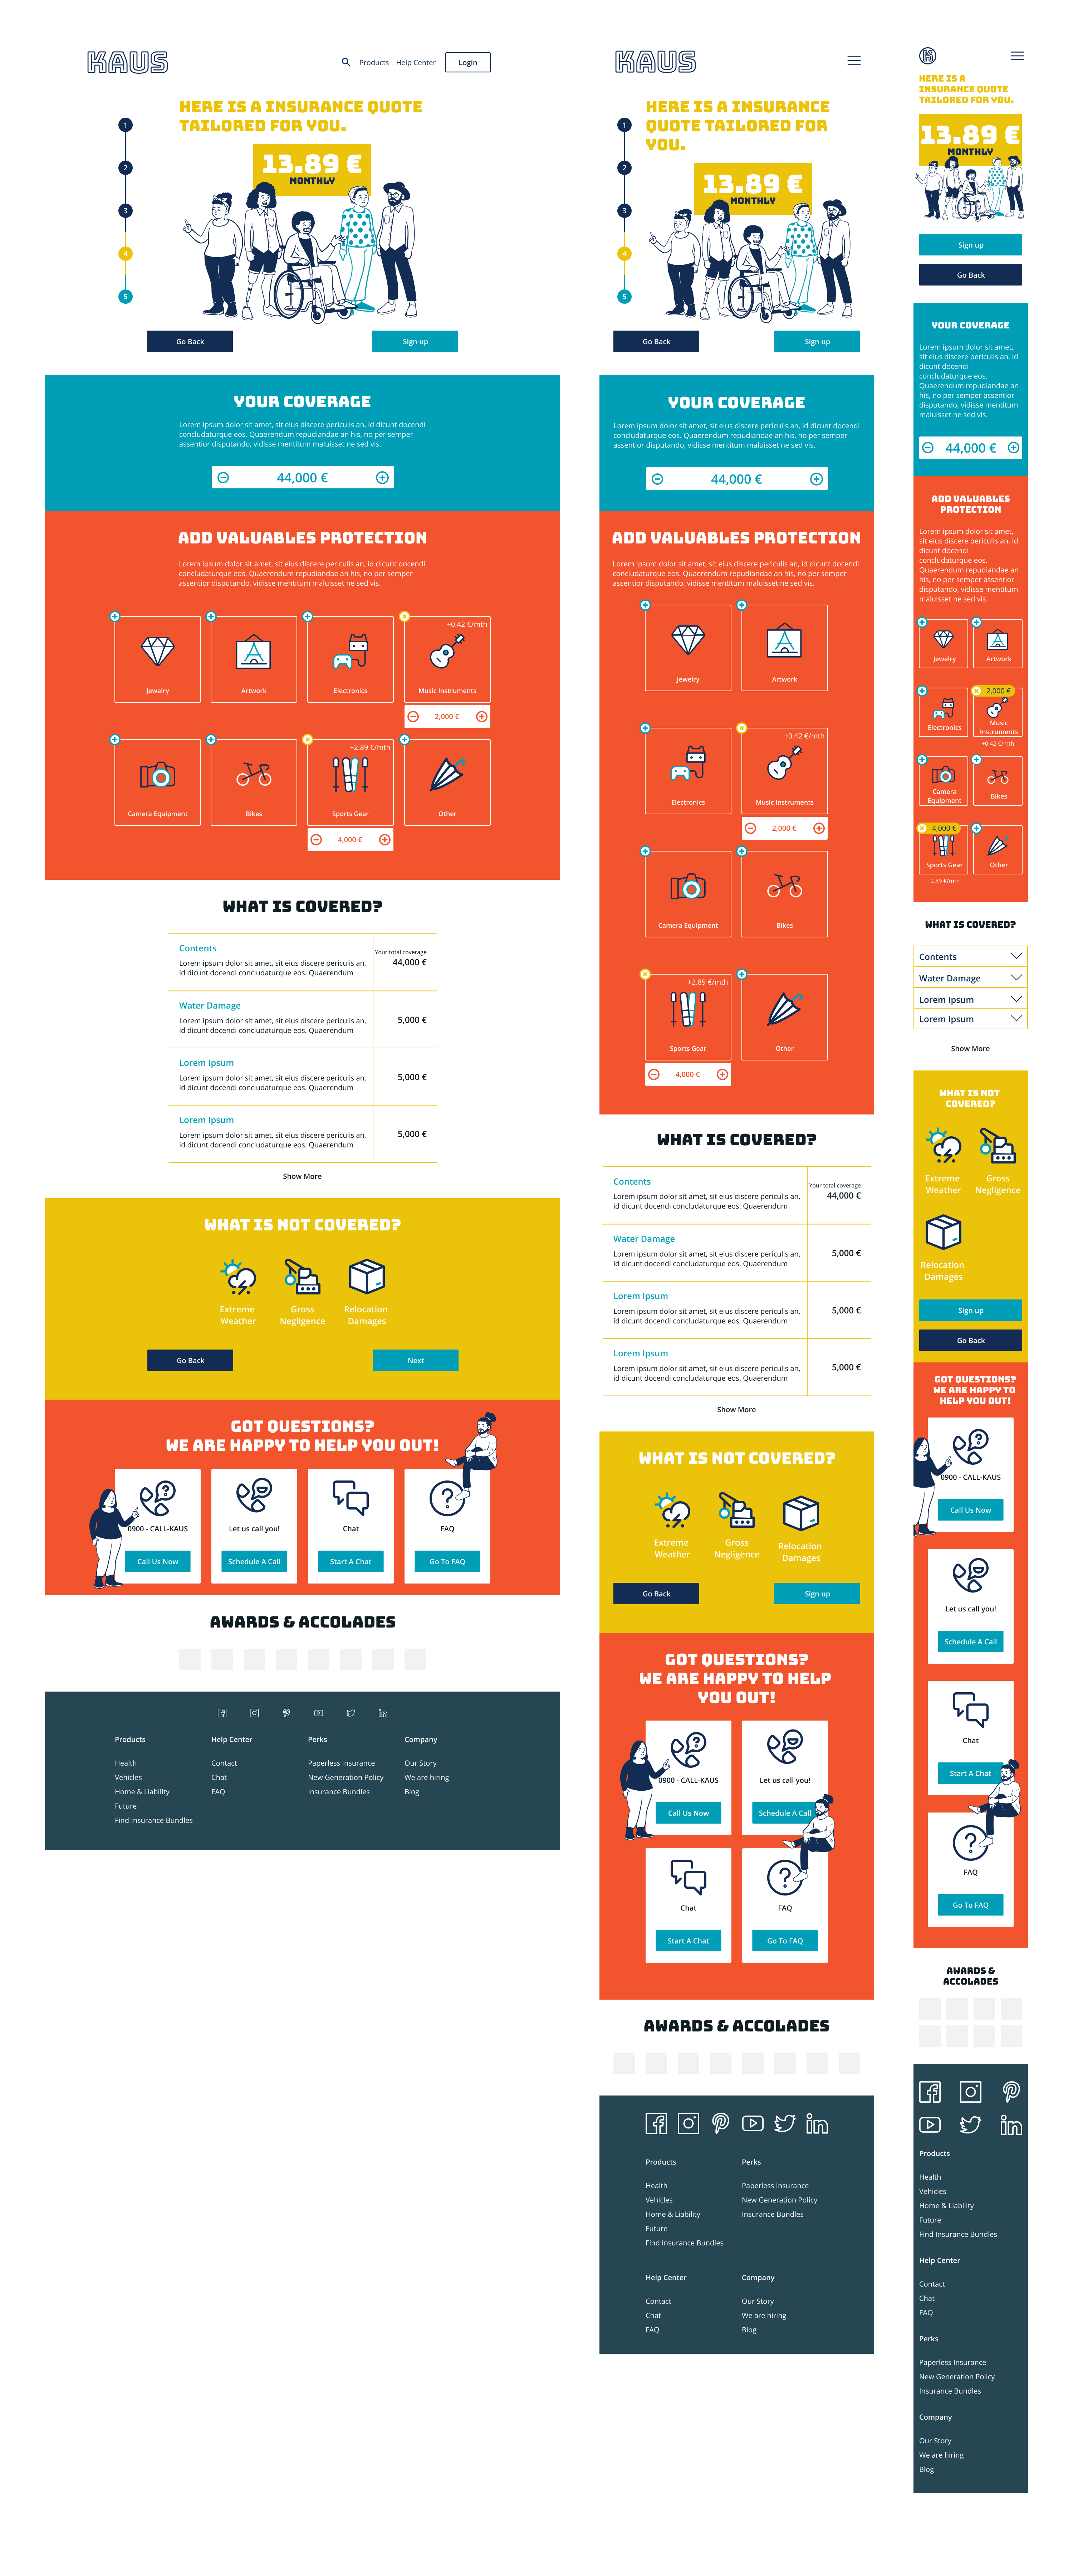 KAUS
Products
Help Center
Login
HERE IS A INSURANCE QUOTE
TAILORED FOR YOU.
1
2
3
4
5
13.89 €
MONTHLY
Go Back
Sign up
YOUR COVERAGE
Lorem ipsum dolor sit amet, sit eius discere periculis an, id dicunt docendi
concludaturque eos. Quaerendum repudiandae an his, no per semper
assentior disputando, vidisse mentitum maluisset ne sed vis.
44,000 €
ADD VALUABLES PROTECTION
Lorem ipsum dolor sit amet, sit eius discere periculis an, id dicunt docendi
concludaturque eos. Quaerendum repudiandae an his, no per semper
assentior disputando, vidisse mentitum maluisset ne sed vis.
+0.42 €/mth
Jewelry
Artwork
Electronics
Music Instruments
2,000 €
+2.89 €/mth
Camera Equipment
Bikes
Sports Gear
Other
4,000 €
WHAT IS COVERED?
Contents
Your total coverage
Lorem ipsum dolor sit amet, sit eius discere periculis an,
44,000 €
id dicunt docendi concludaturque eos. Quaerendum
Water Damage
Lorem ipsum dolor sit amet, sit eius discere periculis an,
5,000 €
id dicunt docendi concludaturque eos. Quaerendum
Lorem Ipsum
Lorem ipsum dolor sit amet, sit eius discere periculis an,
5,000 €
id dicunt docendi concludaturque eos. Quaerendum
Lorem Ipsum
Lorem ipsum dolor sit amet, sit eius discere periculis an,
5,000 €
id dicunt docendi concludaturque eos. Quaerendum
Show More
WHAT IS NOT COVERED?
Extreme
Weather
Gross
Negligence
Relocation
Damages
Go Back
Next
GOT QUESTIONS?
WE ARE HAPPY TO HELP YOU OUT!
0900 - CALL-KAUS
Call Us Now
Let us call you!
Schedule A Call
Chat
Start A Chat
FAQ
Go To FAQ
AWARDS & ACCOLADES
Products
Health
Vehicles
Home & Liability
Future
Find Insurance Bundles
Help Center
Contact
Chat
FAQ
Perks
Paperless Insurance
New Generation Policy
Insurance Bundles
Company
Our Story
We are hiring
Blog
KAUS
HERE IS A INSURANCE
QUOTE TAILORED FOR
YOU.
1
2
3
4
5
13.89 €
MONTHLY
Go Back
Sign up
YOUR COVERAGE
Lorem ipsum dolor sit amet, sit eius discere periculis an, id dicunt docendi
concludaturque eos. Quaerendum repudiandae an his, no per semper
assentior disputando, vidisse mentitum maluisset ne sed vis.
44,000 €
ADD VALUABLES PROTECTION
Lorem ipsum dolor sit amet, sit eius discere periculis an, id dicunt docendi
concludaturque eos. Quaerendum repudiandae an his, no per semper
assentior disputando, vidisse mentitum maluisset ne sed vis.
Jewelry
Artwork
+0.42 €/mth
Electronics
Music Instruments
2,000 €
Camera Equipment
Bikes
+2.89 €/mth
Sports Gear
Other
4,000 €
WHAT IS COVERED?
Contents
Your total coverage
Lorem ipsum dolor sit amet, sit eius discere periculis an,
44,000 €
id dicunt docendi concludaturque eos. Quaerendum
Water Damage
Lorem ipsum dolor sit amet, sit eius discere periculis an,
5,000 €
id dicunt docendi concludaturque eos. Quaerendum
Lorem Ipsum
Lorem ipsum dolor sit amet, sit eius discere periculis an,
5,000 €
id dicunt docendi concludaturque eos. Quaerendum
Lorem Ipsum
Lorem ipsum dolor sit amet, sit eius discere periculis an,
5,000 €
id dicunt docendi concludaturque eos. Quaerendum
Show More
WHAT IS NOT COVERED?
Extreme
Weather
Gross
Negligence
Relocation
Damages
Go Back
Sign up
GOT QUESTIONS?
WE ARE HAPPY TO HELP
YOU OUT!
0900 - CALL-KAUS
Call Us Now
Let us call you!
Schedule A Call
Chat
Start A Chat
FAQ
Go To FAQ
AWARDS & ACCOLADES
Products
Health
Vehicles
Home & Liability
Future
Find Insurance Bundles
Perks
Paperless Insurance
New Generation Policy
Insurance Bundles
Help Center
Contact
Chat
FAQ
Company
Our Story
We are hiring
Blog
K
HERE IS A
INSURANCE QUOTE
TAILORED FOR YOU.
13.89 €
MONTHLY
Sign up
Go Back
YOUR COVERAGE
Lorem ipsum dolor sit amet,
sit eius discere periculis an, id
dicunt docendi
concludaturque eos.
Quaerendum repudiandae an
his, no per semper assentior
disputando, vidisse mentitum
maluisset ne sed vis.
44,000 €
ADD VALUABLES
PROTECTION
Lorem ipsum dolor sit amet,
sit eius discere periculis an, id
dicunt docendi
concludaturque eos.
Quaerendum repudiandae an
his, no per semper assentior
disputando, vidisse mentitum
maluisset ne sed vis.
Jewelry
Artwork
2,000 €
Electronics
Music
Instruments
+0.42 €/mth
Camera
Equipment
Bikes
4,000 €
Sports Gear
Other
+2.89 €/mth
WHAT IS COVERED?
Contents
Water Damage
Lorem Ipsum
Lorem Ipsum
Show More
WHAT IS NOT
COVERED?
Extreme
Weather
Gross
Negligence
Relocation
Damages
Sign up
Go Back
GOT QUESTIONS?
WE ARE HAPPY TO
HELP YOU OUT!
0900 - CALL-KAUS
Call Us Now
Let us call you!
Schedule A Call
Chat
Start A Chat
FAQ
Go To FAQ
AWARDS &
ACCOLADES
Products
Health
Vehicles
Home & Liability
Future
Find Insurance Bundles
Help Center
Contact
Chat
FAQ
Perks
Paperless Insurance
New Generation Policy
Insurance Bundles
Company
Our Story
We are hiring
Blog